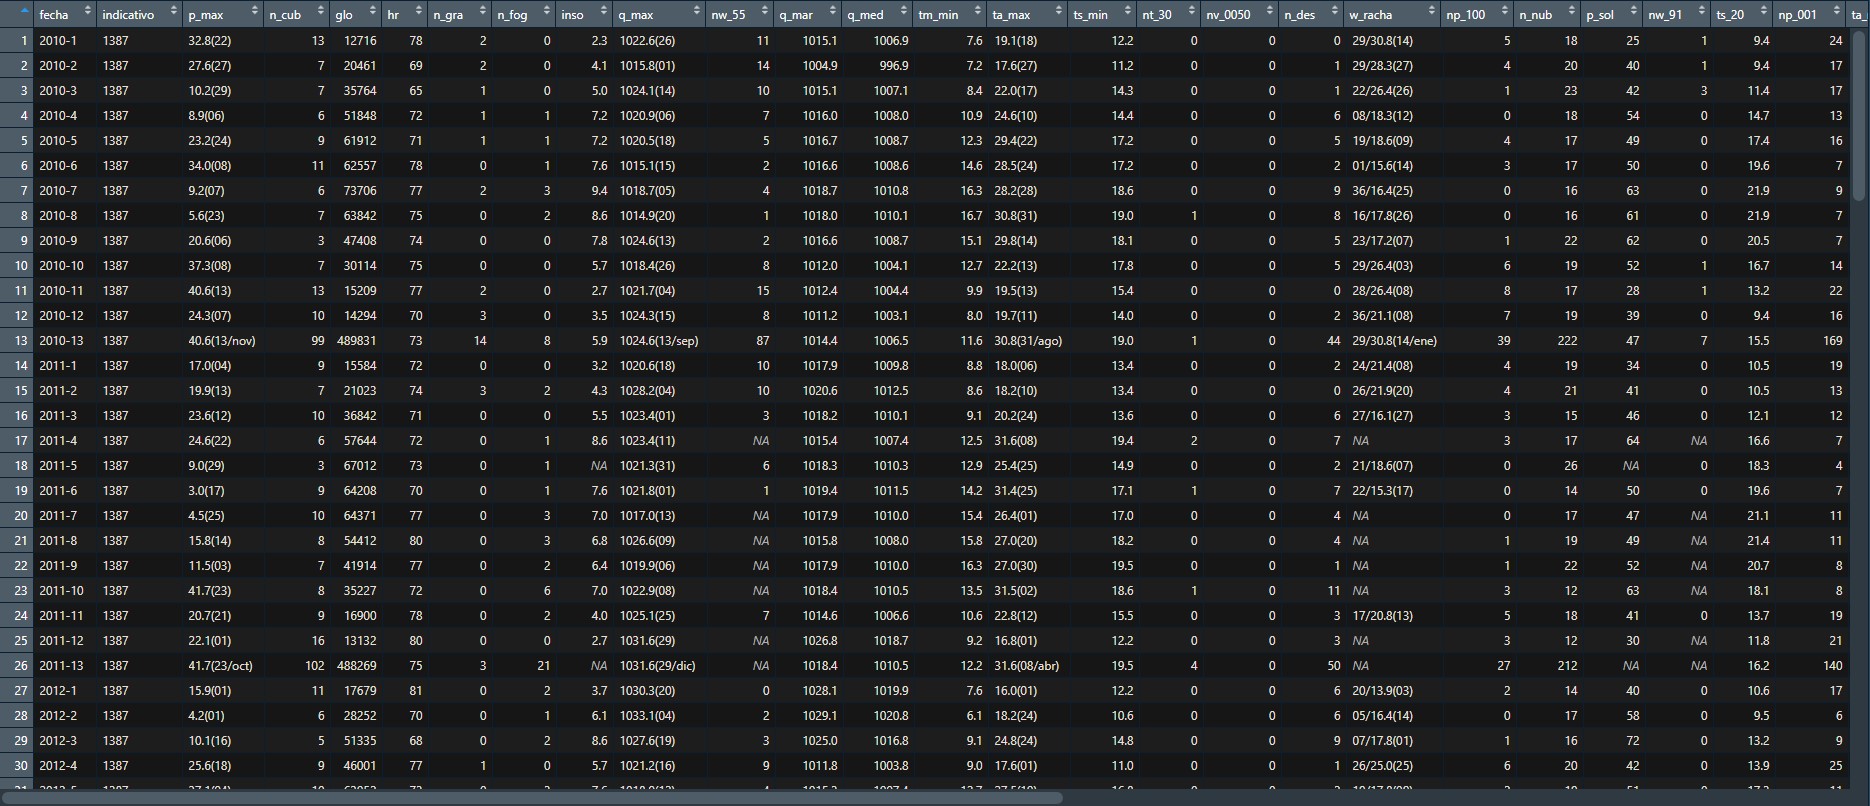 fecha indicativo p_max n_cub glo hr n_gra n_fog inso q_max nw_55 q_mar q_med tm_min ta_max ts_min nt_30 nv_0050 n_des w_racha np_100 n_nub p_sol nw_91 ts_20 np_001 ta_
1 2010-1 1387 32.8(22) 13 12716 78 2 0 2.3 1022.6(26) 11 1015.1 1006.9 7.6 19.1(18) 12.2 0 0 0 29/30.8(14) 5 18 25 1 9.4 24
2 2010-2 1387 27.6(27) 7 20461 69 2 0 4.1 1015.8(01) 14 1004.9 996.9 7.2 17.6(27) 11.2 0 0 1 29/28.3(27) 4 20 40 1 9.4 17
3 2010-3 1387 10.2(29) 7 35764 65 1 0 5.0 1024.1(14) 10 1015.1 1007.1 8.4 22.0(17) 14.3 0 0 1 22/26.4(26) 1 23 42 3 11.4 17
4 2010-4 1387 8.9(06) 6 51848 72 1 1 7.2 1020.9(06) 7 1016.0 1008.0 10.9 24.6(10) 14.4 0 0 6 08/18.3(12) 0 18 54 0 14.7 13
5 2010-5 1387 23.2(24) 9 61912 71 1 1 7.2 1020.5(18) 5 1016.7 1008.7 12.3 29.4(22) 17.2 0 0 5 19/18.6(09) 4 17 49 0 17.4 16
6 2010-6 1387 34.0(08) 11 62557 78 0 1 7.6 1015.1(15) 2 1016.6 1008.6 14.6 28.5(24) 17.2 0 0 2 01/15.6(14) 3 17 50 0 19.6 7
7 2010-7 1387 9.2(07) 6 73706 77 2 3 9.4 1018.7(05) 4 1018.7 1010.8 16.3 28.2(28) 18.6 0 0 9 36/16.4(25) 0 16 63 0 21.9 9
8 2010-8 1387 5.6(23) 7 63842 75 0 2 8.6 1014.9(20) 1 1018.0 1010.1 16.7 30.8(31) 19.0 1 0 8 16/17.8(26) 0 16 61 0 21.9 7
9 2010-9 1387 20.6(06) 3 47408 74 0 0 7.8 1024.6(13) 2 1016.6 1008.7 15.1 29.8(14) 18.1 0 0 5 23/17.2(07) 1 22 62 0 20.5 7
10 2010-10 1387 37.3(08) 7 30114 75 0 0 5.7 1018.4(26) 8 1012.0 1004.1 12.7 22.2(13) 17.8 0 0 5 29/26.4(03) 6 19 52 1 16.7 14
11 2010-11 1387 40.6(13) 13 15209 77 2 0 2.7 1021.7(04) 15 1012.4 1004.4 9.9 19.5(13) 15.4 0 0 0 28/26.4(08) 8 17 28 1 13.2 22
12 2010-12 1387 24.3(07) 10 14294 70 3 0 3.5 1024.3(15) 8 1011.2 1003.1 8.0 19.7(11) 14.0 0 0 2 36/21.1(08) 7 19 39 0 9.4 16
13 2010-13 1387 40.6(13/nov) 99 489831 73 14 8 5.9 1024.6(13/sep) 87 1014.4 1006.5 11.6 30.8(31/ago) 19.0 1 0 44 29/30.8(14/ene) 39 222 47 7 15.5 169
14 2011-1 1387 17.0(04) 9 15584 72 0 0 3.2 1020.6(18) 10 1017.9 1009.8 8.8 18.0(06) 13.4 0 0 2 24/21.4(08) 4 19 34 0 10.5 19
15 2011-2 1387 19.9(13) 7 21023 74 3 2 4.3 1028.2(04) 10 1020.6 1012.5 8.6 18.2(10) 13.4 0 0 0 26/21.9(20) 4 21 41 0 10.5 13
16 2011-3 1387 23.6(12) 10 36842 71 0 0 5.5 1023.4(01) 3 1018.2 1010.1 9.1 20.2(24) 13.6 0 0 6 27/16.1(27) 3 15 46 0 12.1 12
17 2011-4 1387 24.6(22) 6 57644 72 0 1 8.6 1023.4(11) NA 1015.4 1007.4 12.5 31.6(08) 19.4 2 0 7 NA 3 17 64 NA 16.6 7
18 2011-5 1387 9.0(29) 3 67012 73 0 1 NA 1021.3(31) 6 1018.3 1010.3 12.9 25.4(25) 14.9 0 0 2 21/18.6(07) 0 26 NA 0 18.3 4
19 2011-6 1387 3.0(17) 9 64208 70 0 1 7.6 1021.8(01) 1 1019.4 1011.5 14.2 31.4(25) 17.1 1 0 7 22/15.3(17) 0 14 50 0 19.6 7
20 2011-7 1387 4.5(25) 10 64371 77 0 3 7.0 1017.0(13) NA 1017.9 1010.0 15.4 26.4(01) 17.0 0 0 4 NA 0 17 47 NA 21.1 11
21 2011-8 1387 15.8(14) 8 54412 80 0 3 6.8 1026.6(09) NA 1015.8 1008.0 15.8 27.0(20) 18.2 0 0 4 NA 1 19 49 NA 21.4 11
22 2011-9 1387 11.5(03) 7 41914 77 0 2 6.4 1019.9(06) NA 1017.9 1010.0 16.3 27.0(30) 19.5 0 0 1 NA 1 22 52 NA 20.7 8
23 2011-10 1387 41.7(23) 8 35227 72 0 6 7.0 1022.9(08) NA 1018.4 1010.5 13.5 31.5(02) 18.6 1 0 11 NA 3 12 63 NA 18.1 8
24 2011-11 1387 20.7(21) 9 16900 78 0 2 4.0 1025.1(25) 7 1014.6 1006.6 10.6 22.8(12) 15.5 0 0 3 17/20.8(13) 5 18 41 0 13.7 19
25 2011-12 1387 22.1(01) 16 13132 80 0 0 2.7 1031.6(29) NA 1026.8 1018.7 9.2 16.8(01) 12.2 0 0 3 NA 3 12 30 NA 11.8 21
26 2011-13 1387 41.7(23/oct) 102 488269 75 3 21 NA 1031.6(29/dic) NA 1018.4 1010.5 12.2 31.6(08/abr) 19.5 4 0 50 NA 27 212 NA NA 16.2 140
27 2012-1 1387 15.9(01) 11 17679 81 0 2 3.7 1030.3(20) 0 1028.1 1019.9 7.6 16.0(01) 12.2 0 0 6 20/13.9(03) 2 14 40 0 10.6 17
28 2012-2 1387 4.2(01) 6 28252 70 0 1 6.1 1033.1(04) 2 1029.1 1020.8 6.1 18.2(24) 10.6 0 0 6 05/16.4(14) 0 17 58 0 9.5 6
29 2012-3 1387 10.1(16) 5 51335 68 0 2 8.6 1027.6(19) 3 1025.0 1016.8 9.1 24.8(24) 14.8 0 0 9 07/17.8(01) 1 16 72 0 13.2 9
30 2012-4 1387 25.6(18) 9 46001 77 1 0 5.7 1021.2(16) 9 1011.8 1003.8 9.0 17.6(01) 11.0 0 0 1 26/25.0(25) 6 20 42 0 13.9 25